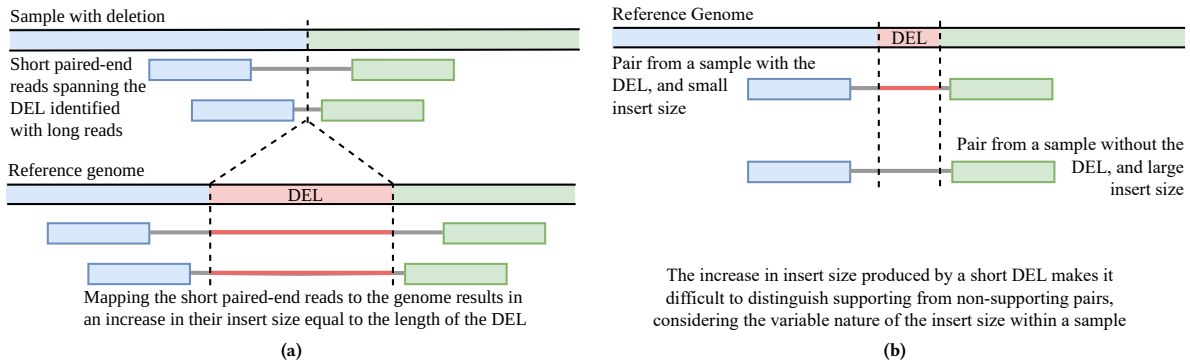 Sample with deletion
Short paired-end
reads spanning the
DEL identified
with long reads
Reference genome
DEL
Mapping the short paired-end reads to the genome results in
an increase in their insert size equal to the length of the DEL
(a)
Reference Genome
DEL
Pair from a sample with the
DEL, and small
insert size
Pair from a sample without the
DEL, and large
insert size
The increase in insert size produced by a short DEL makes it
difficult to distinguish supporting from non-supporting pairs,
considering the variable nature of the insert size within a sample
(b)